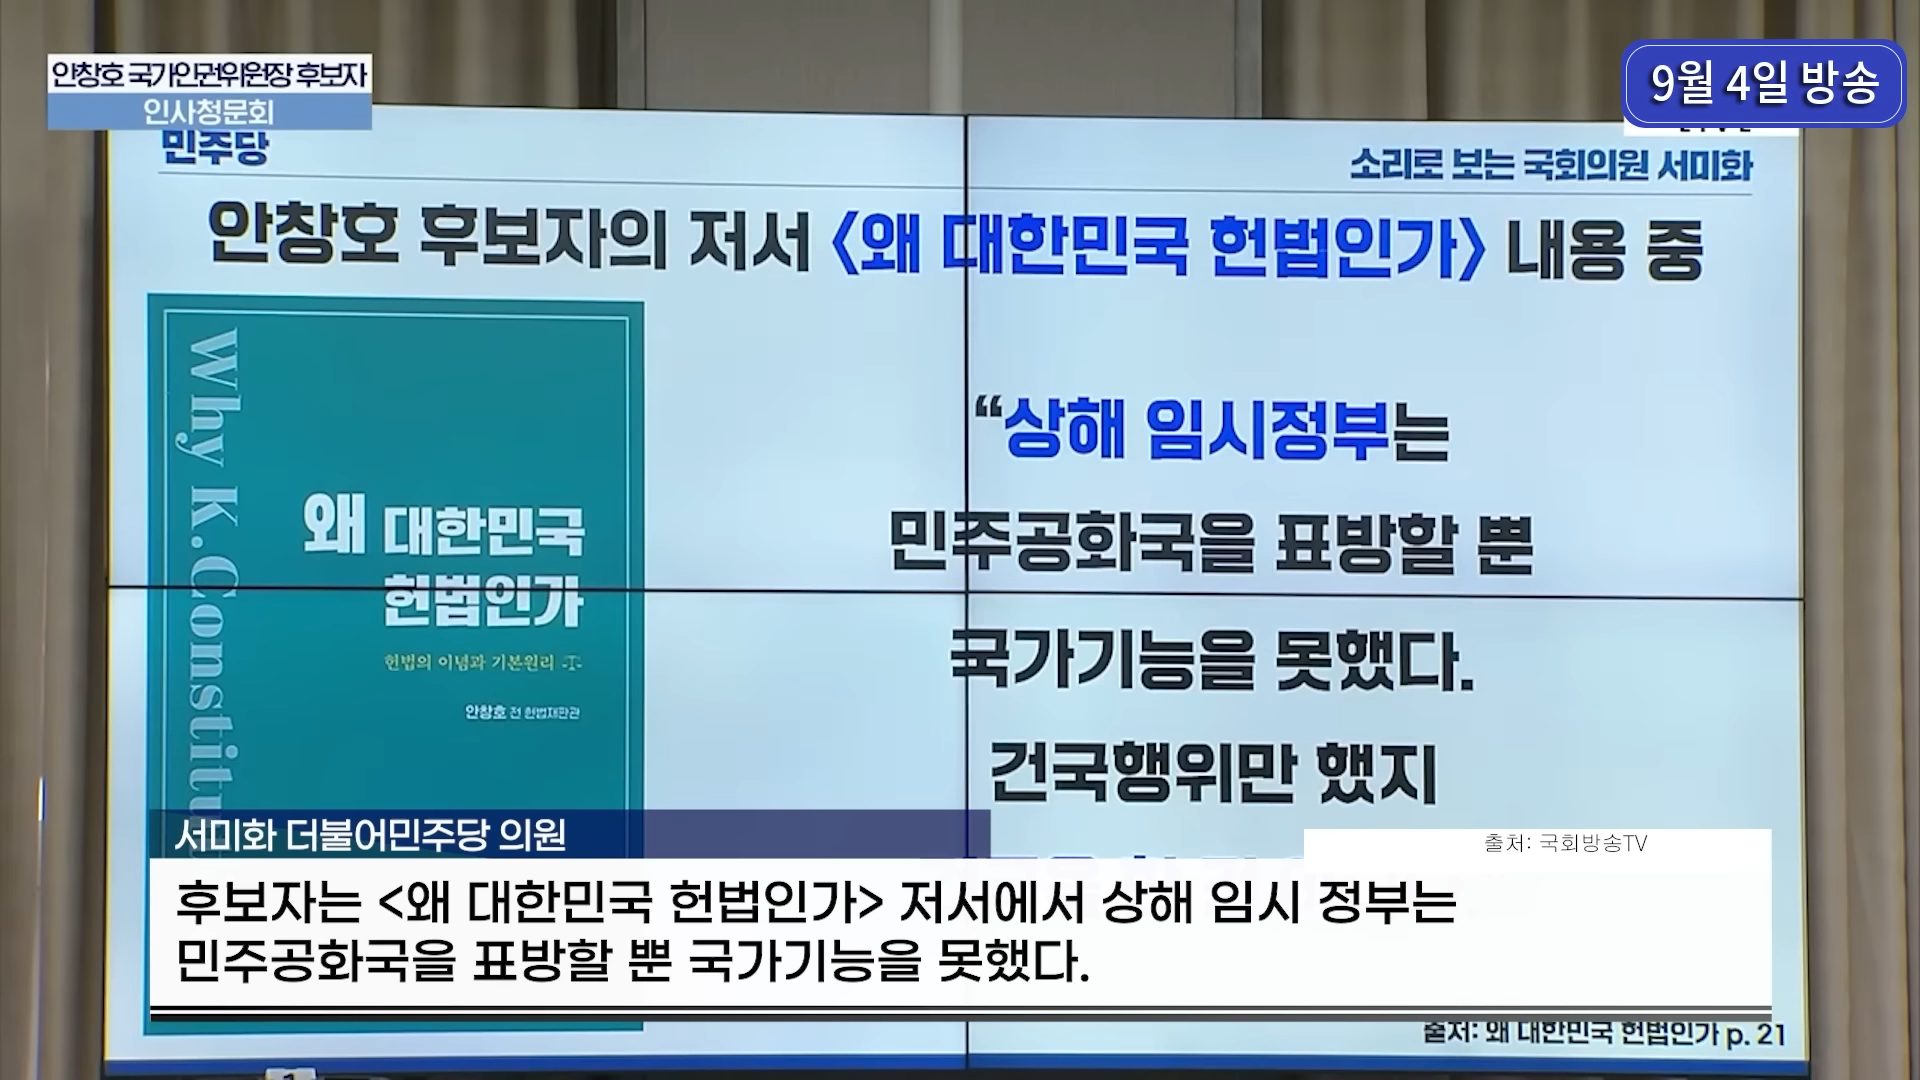 안창호 국가인권위원장 후보자
인사청문회
9월 4일 방송
민주당
소리로 보는 국회의원 서미화
안창호 후보자의 저서 <왜 대한민국 헌법인가> 내용 중
Why K.Constitu
왜 대한민국
헌법인가
헌법의 이념과 기본원리
안창호 전 헌법재판관
“상해 임시정부는
민주공화국을 표방할 뿐
국가기능을 못했다.
건국행위만 했지
서미화 더불어민주당 의원
출처: 국회방송TV
후보자는 <왜 대한민국 헌법인가> 저서에서 상해 임시 정부는
민주공화국을 표방할 뿐 국가기능을 못했다.
출처: 왜 대한민국 헌법인가 p. 21